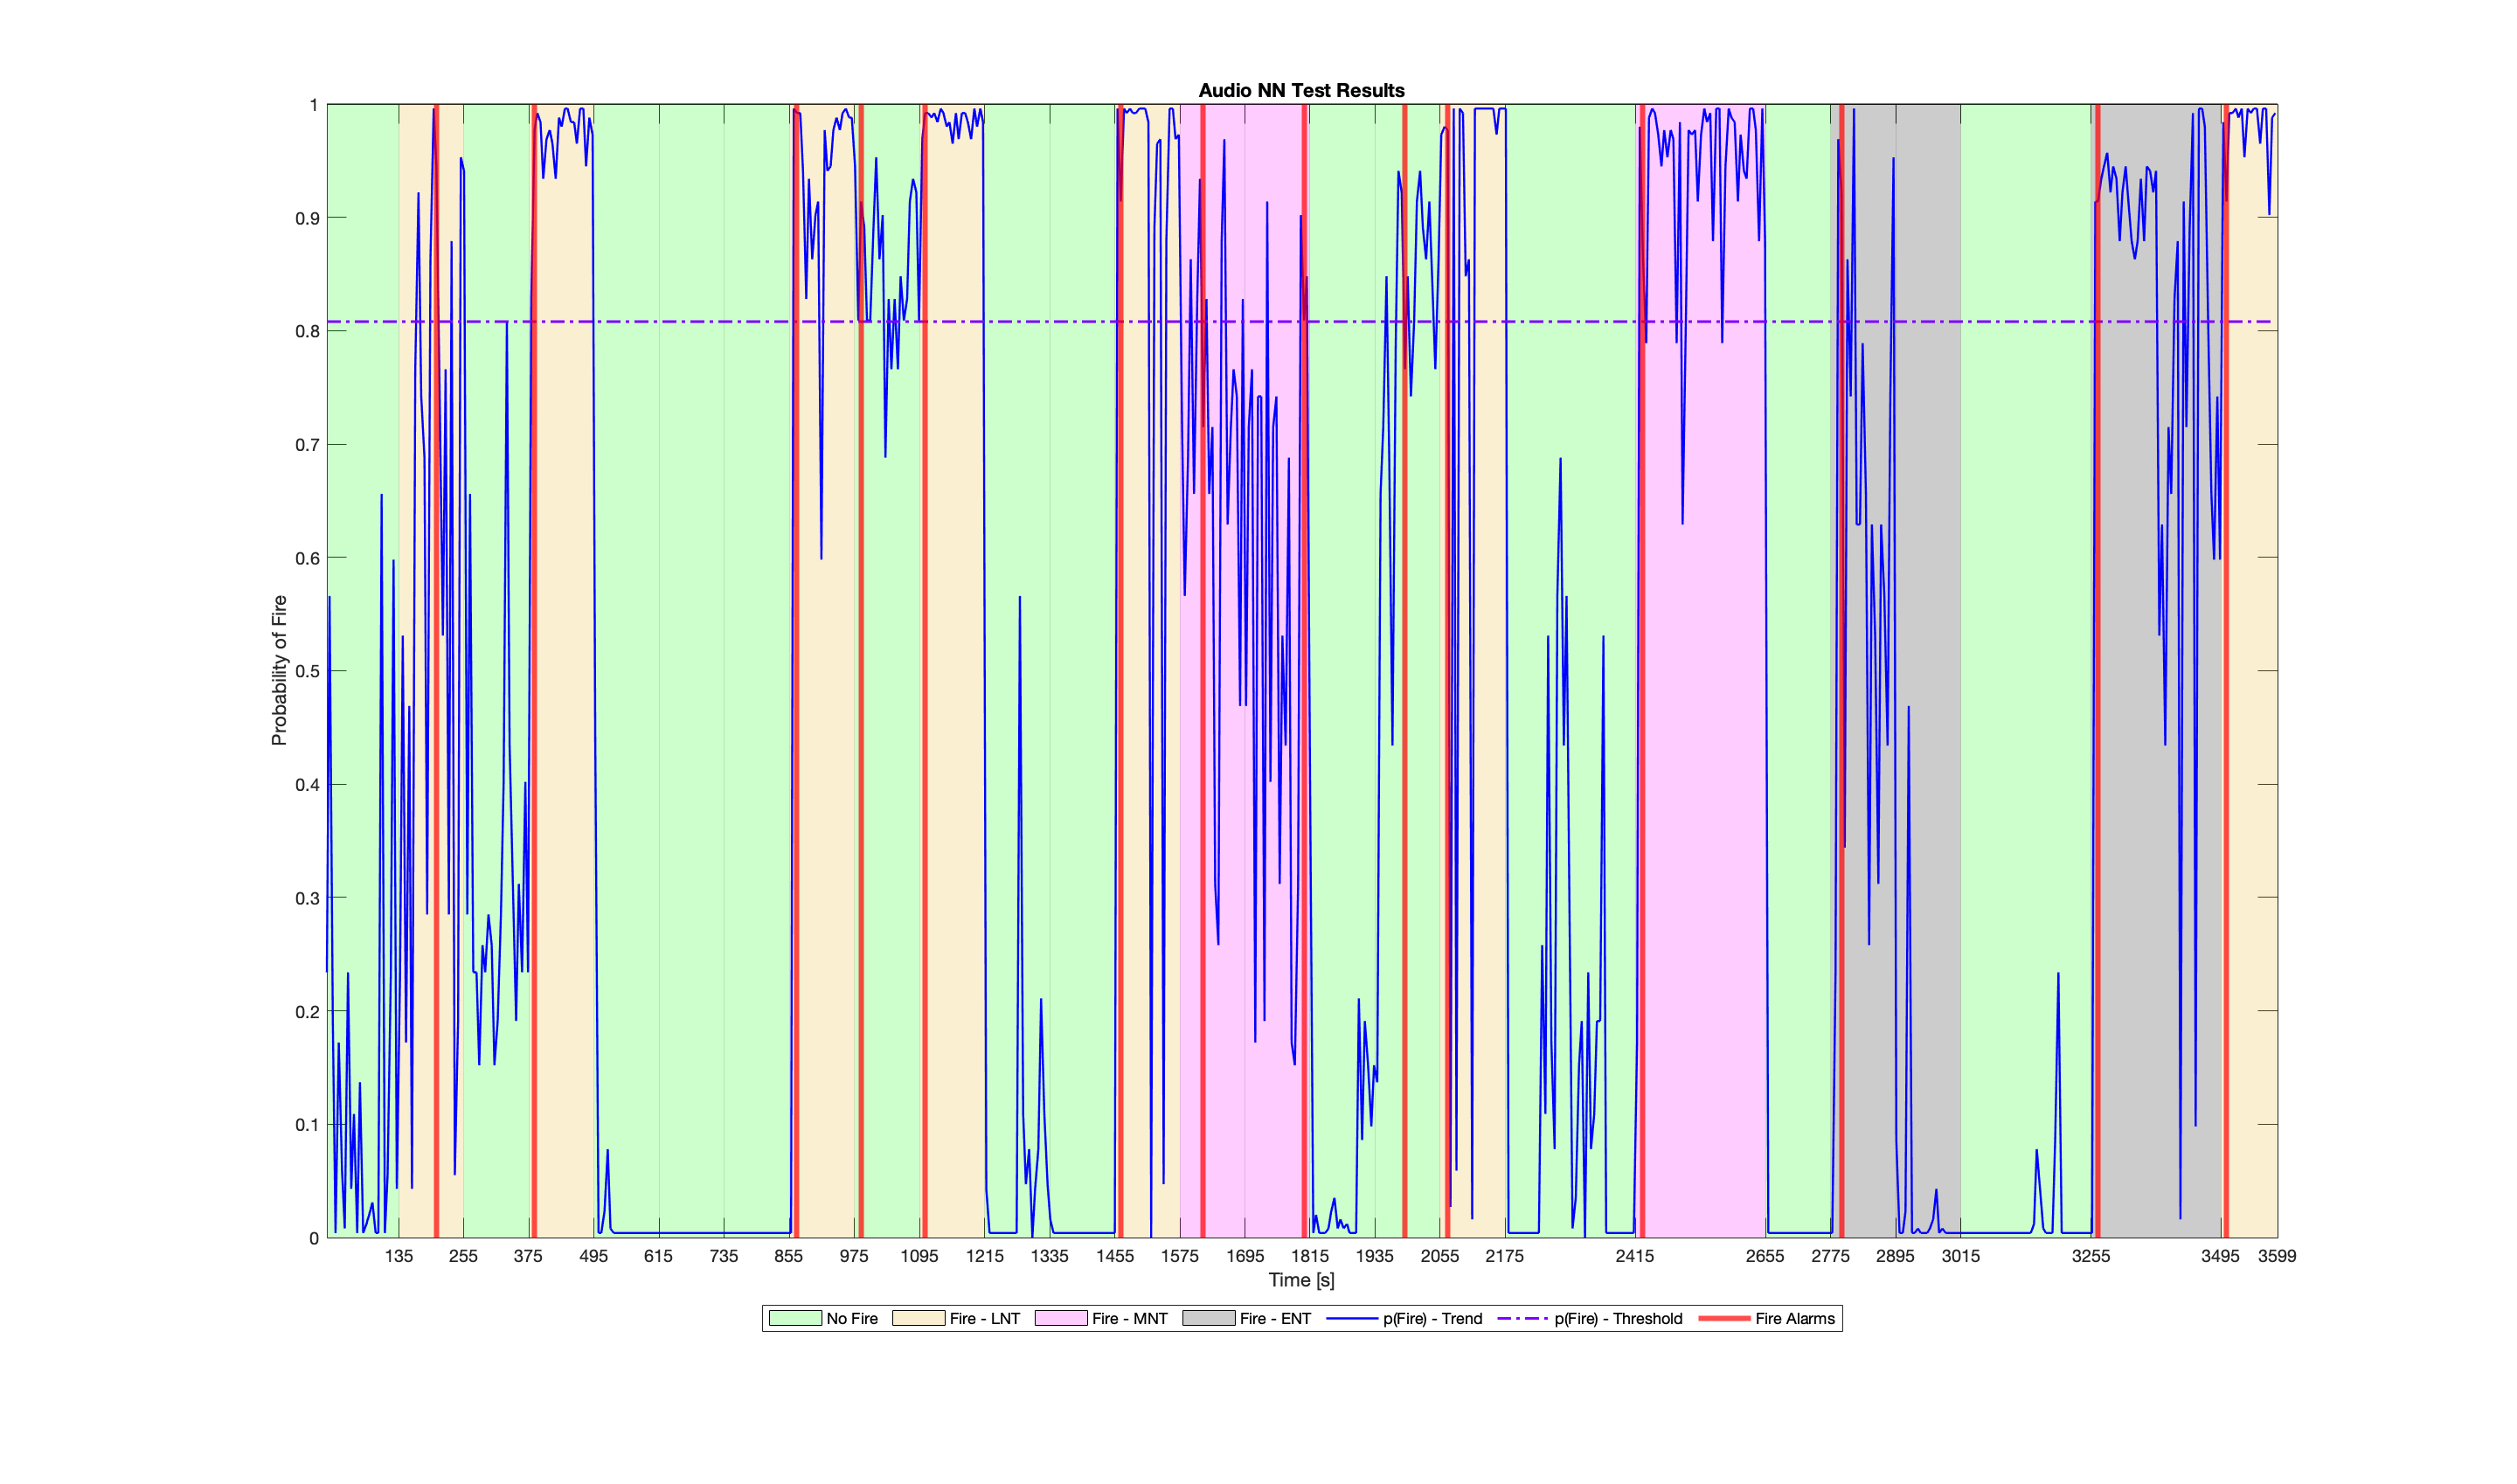 Audio NN Test Results
Probability of Fire
1
0.9
0.8
0.7
0.6
0.5
0.4
0.3
0.2
0.1
0
135 255 375 495 615 735 855 975 1095 1215 1335 1455 1575 1695 1815 1935 2055 2175 2415 2655 2775 2895 3015 3255 3495 3599
Time [s]
No Fire Fire - LNT Fire - MNT Fire - ENT p(Fire) - Trend p(Fire) - Threshold Fire Alarms